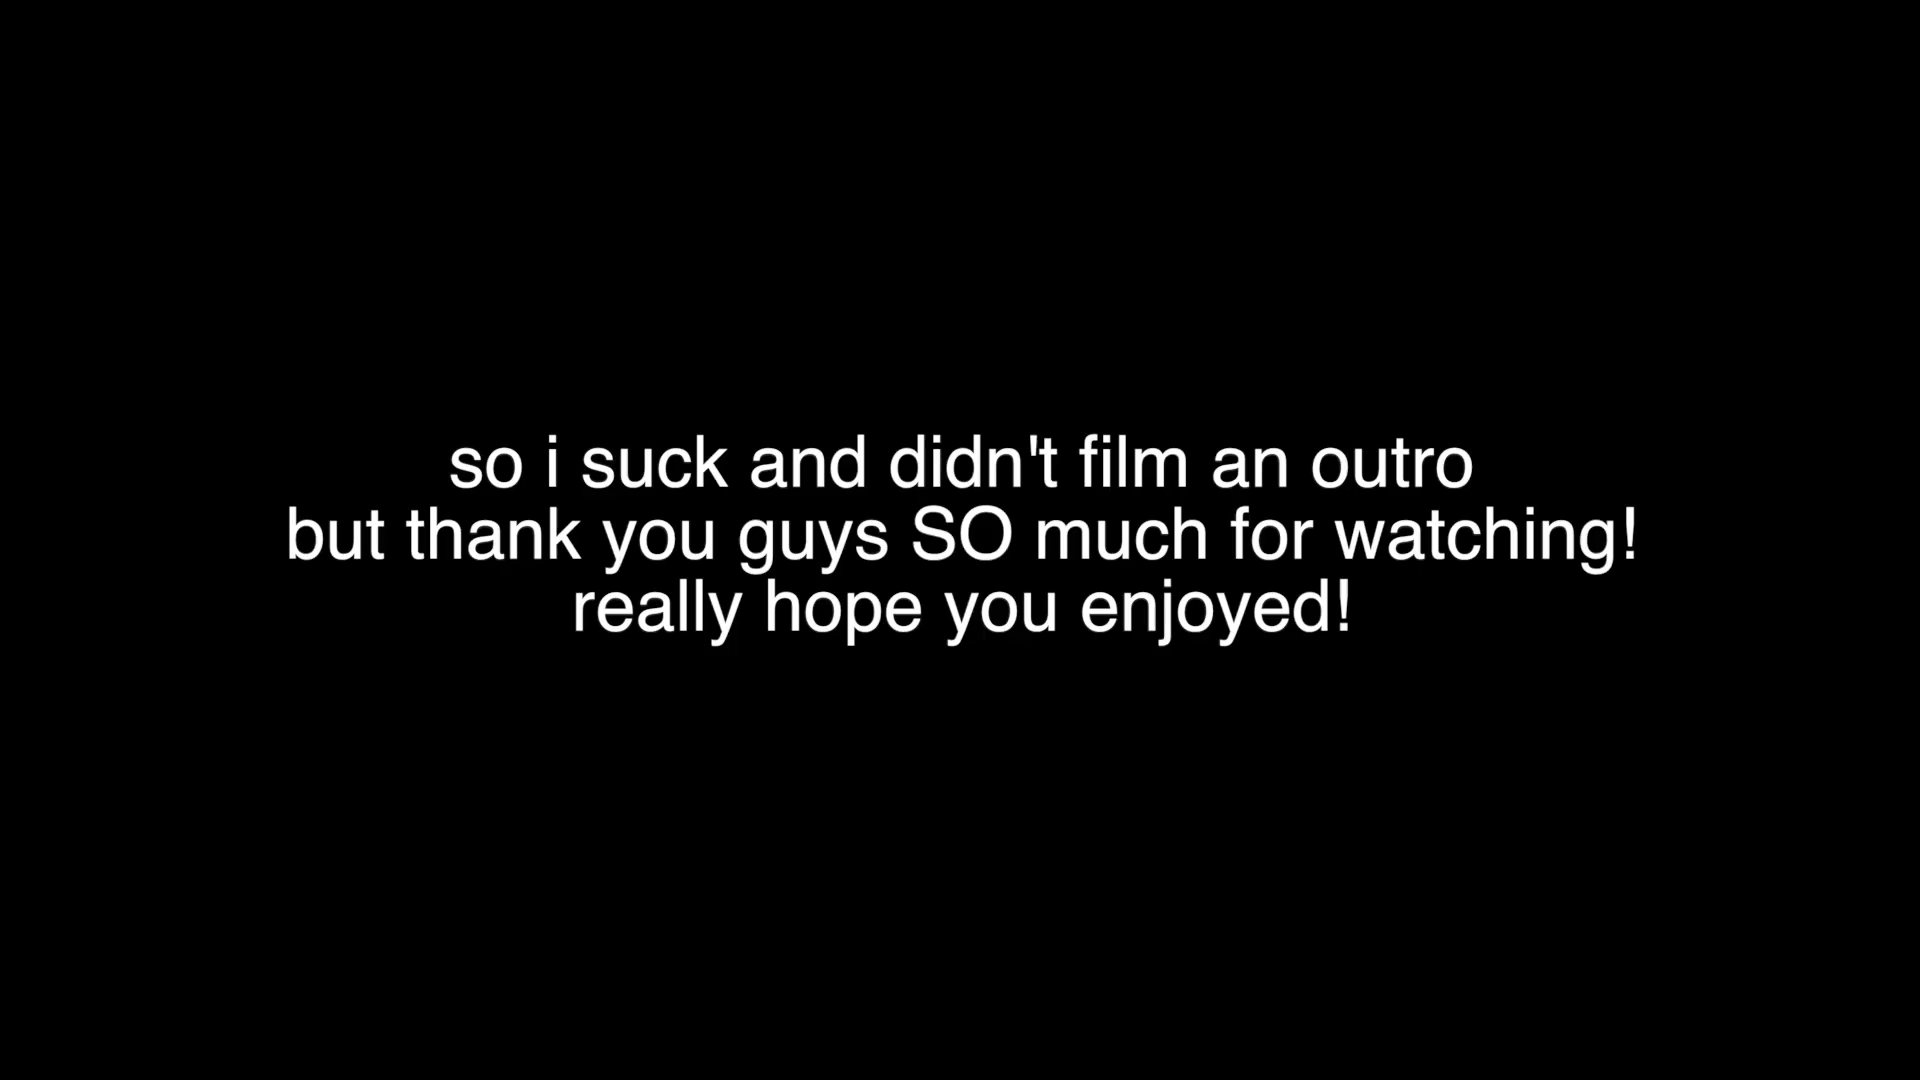 so i suck and didn't film an outro
but thank you guys SO much for watching!
really hope you enjoyed!